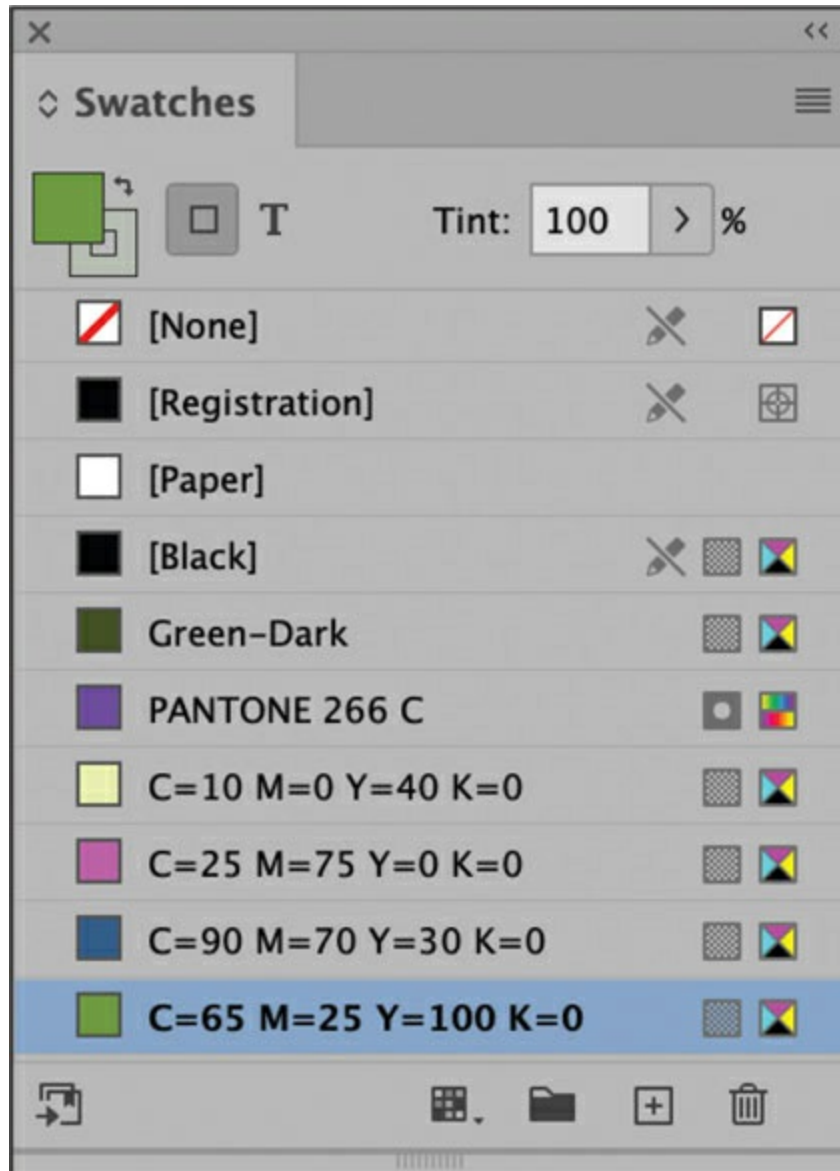 Swatches
T
Tint: 100 %
[None]
[Registration]
[Paper]
[Black]
Green-Dark
PANTONE 266 C
C=10 M=0 Y=40 K=0
C=25 M=75 Y=0 K=0
C=90 M=70 Y=30 K=0
C=65 M=25 Y=100 K=0